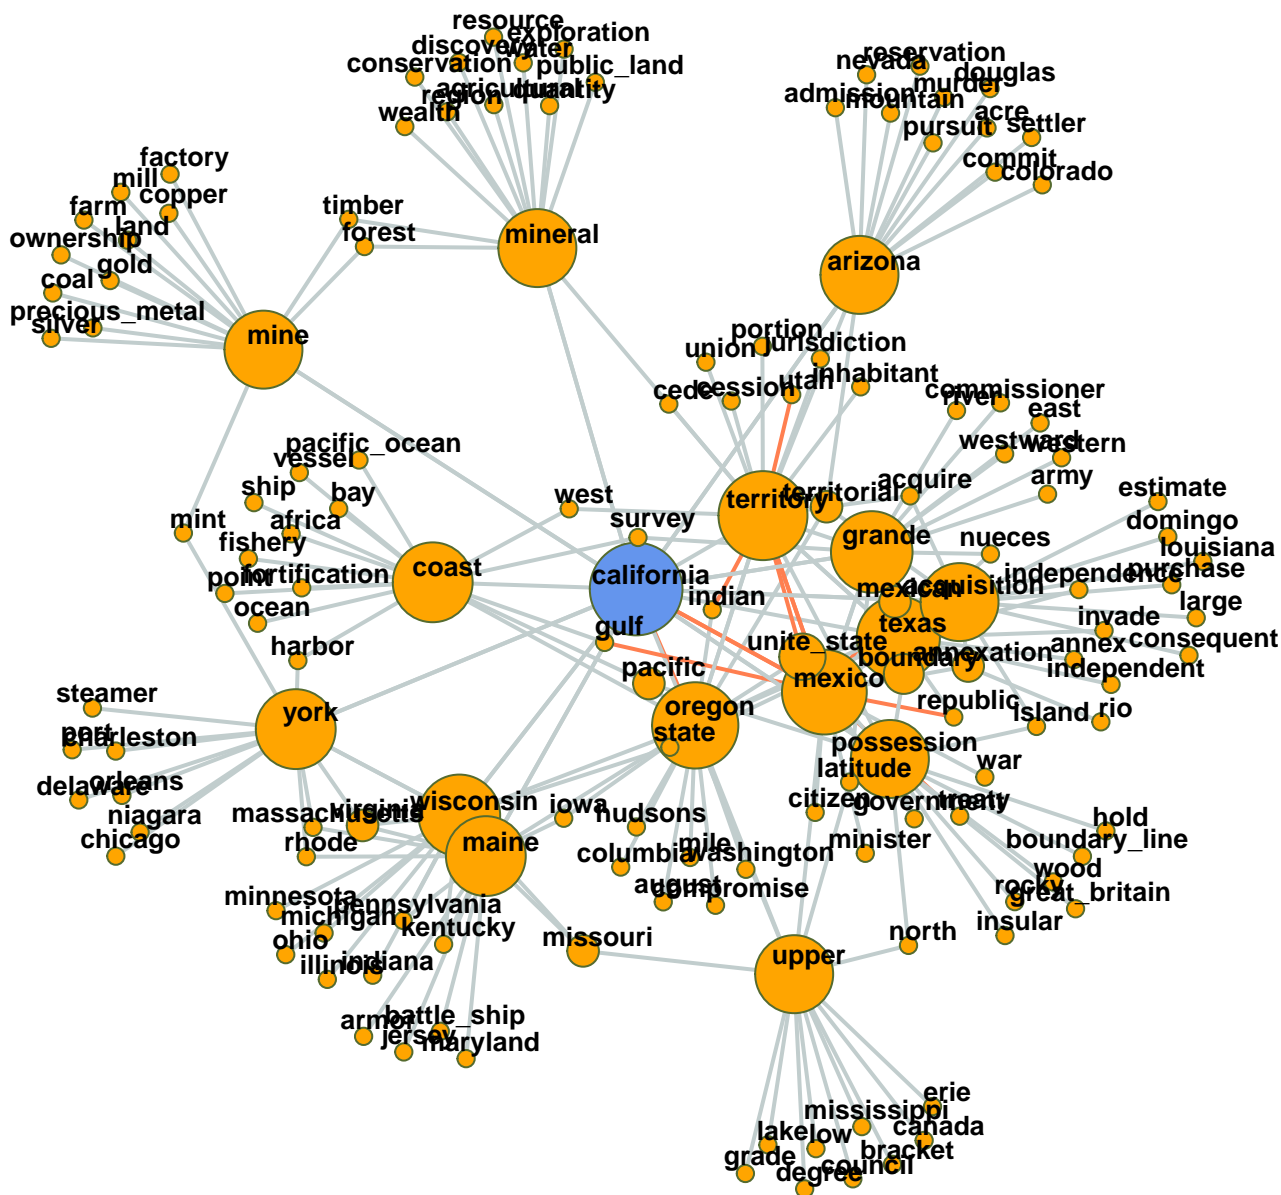 resource
exploration
discovery
water
conservation
public_land
agricultural
quantity
region
wealth
reservation
nevada
douglas
murder
admission
mountain
acre
pursuit
settler
commit
colorado
factory
mill
copper
farm
land
ownership
gold
coal
precious_metal
silver
mine
timber
forest
mineral
arizona
portion
union
jurisdiction
inhabitant
cede
cession
utah
commissioner
river
east
westward
western
army
pacific_ocean
vessel
ship
bay
mint
africa
fishery
point
fortification
ocean
harbor
coast
west
survey
territory
territorial
acquire
grande
nueces
estimate
domingo
louisiana
purchase
independence
large
invade
consequent
annex
independent
california
indian
mexican
acquisition
texas
gulf
unite_state
boundary
annexation
pacific
mexico
republic
island
rio
oregon
state
possession
latitude
war
steamer
york
port
charleston
delaware
orleans
niagara
chicago
massachusetts
virginia
wisconsin
iowa
rhode
maine
hudsons
citizen
government
treaty
hold
minister
boundary_line
columbia
mile
washington
wood
august
compromise
rocky
great_britain
insular
minnesota
pennsylvania
michigan
kentucky
ohio
illinois
indiana
missouri
north
upper
armor
battle_ship
jersey
maryland
erie
mississippi
canada
lake
low
bracket
grade
degree
council